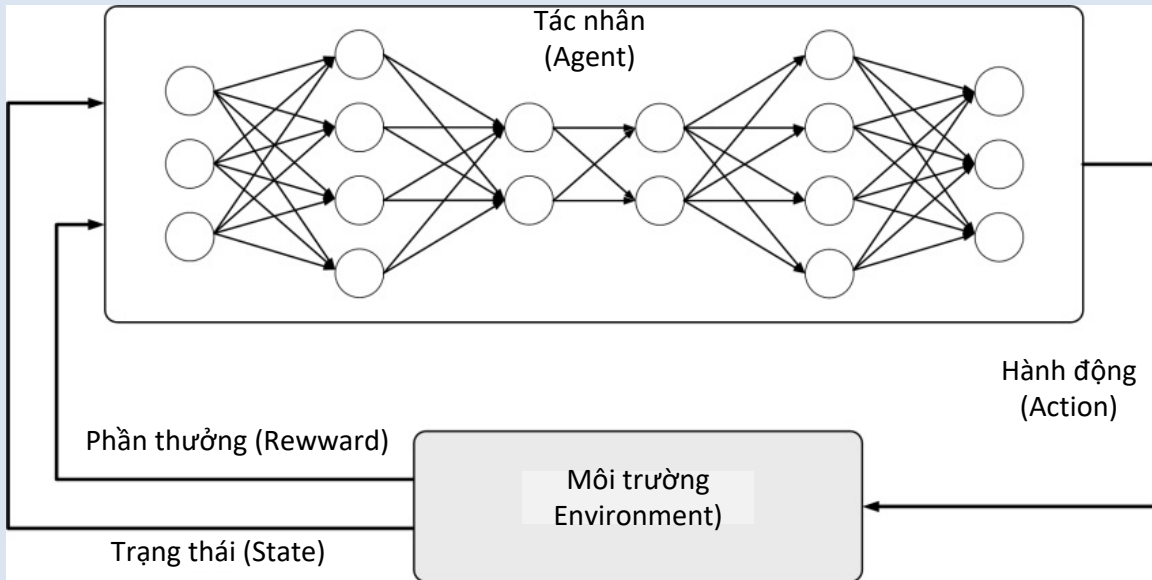 Tác nhân
(Agent)
Hành động
(Action)
Phần thưởng (Rewward)
Môi trường
Environment)
Trạng thái (State)